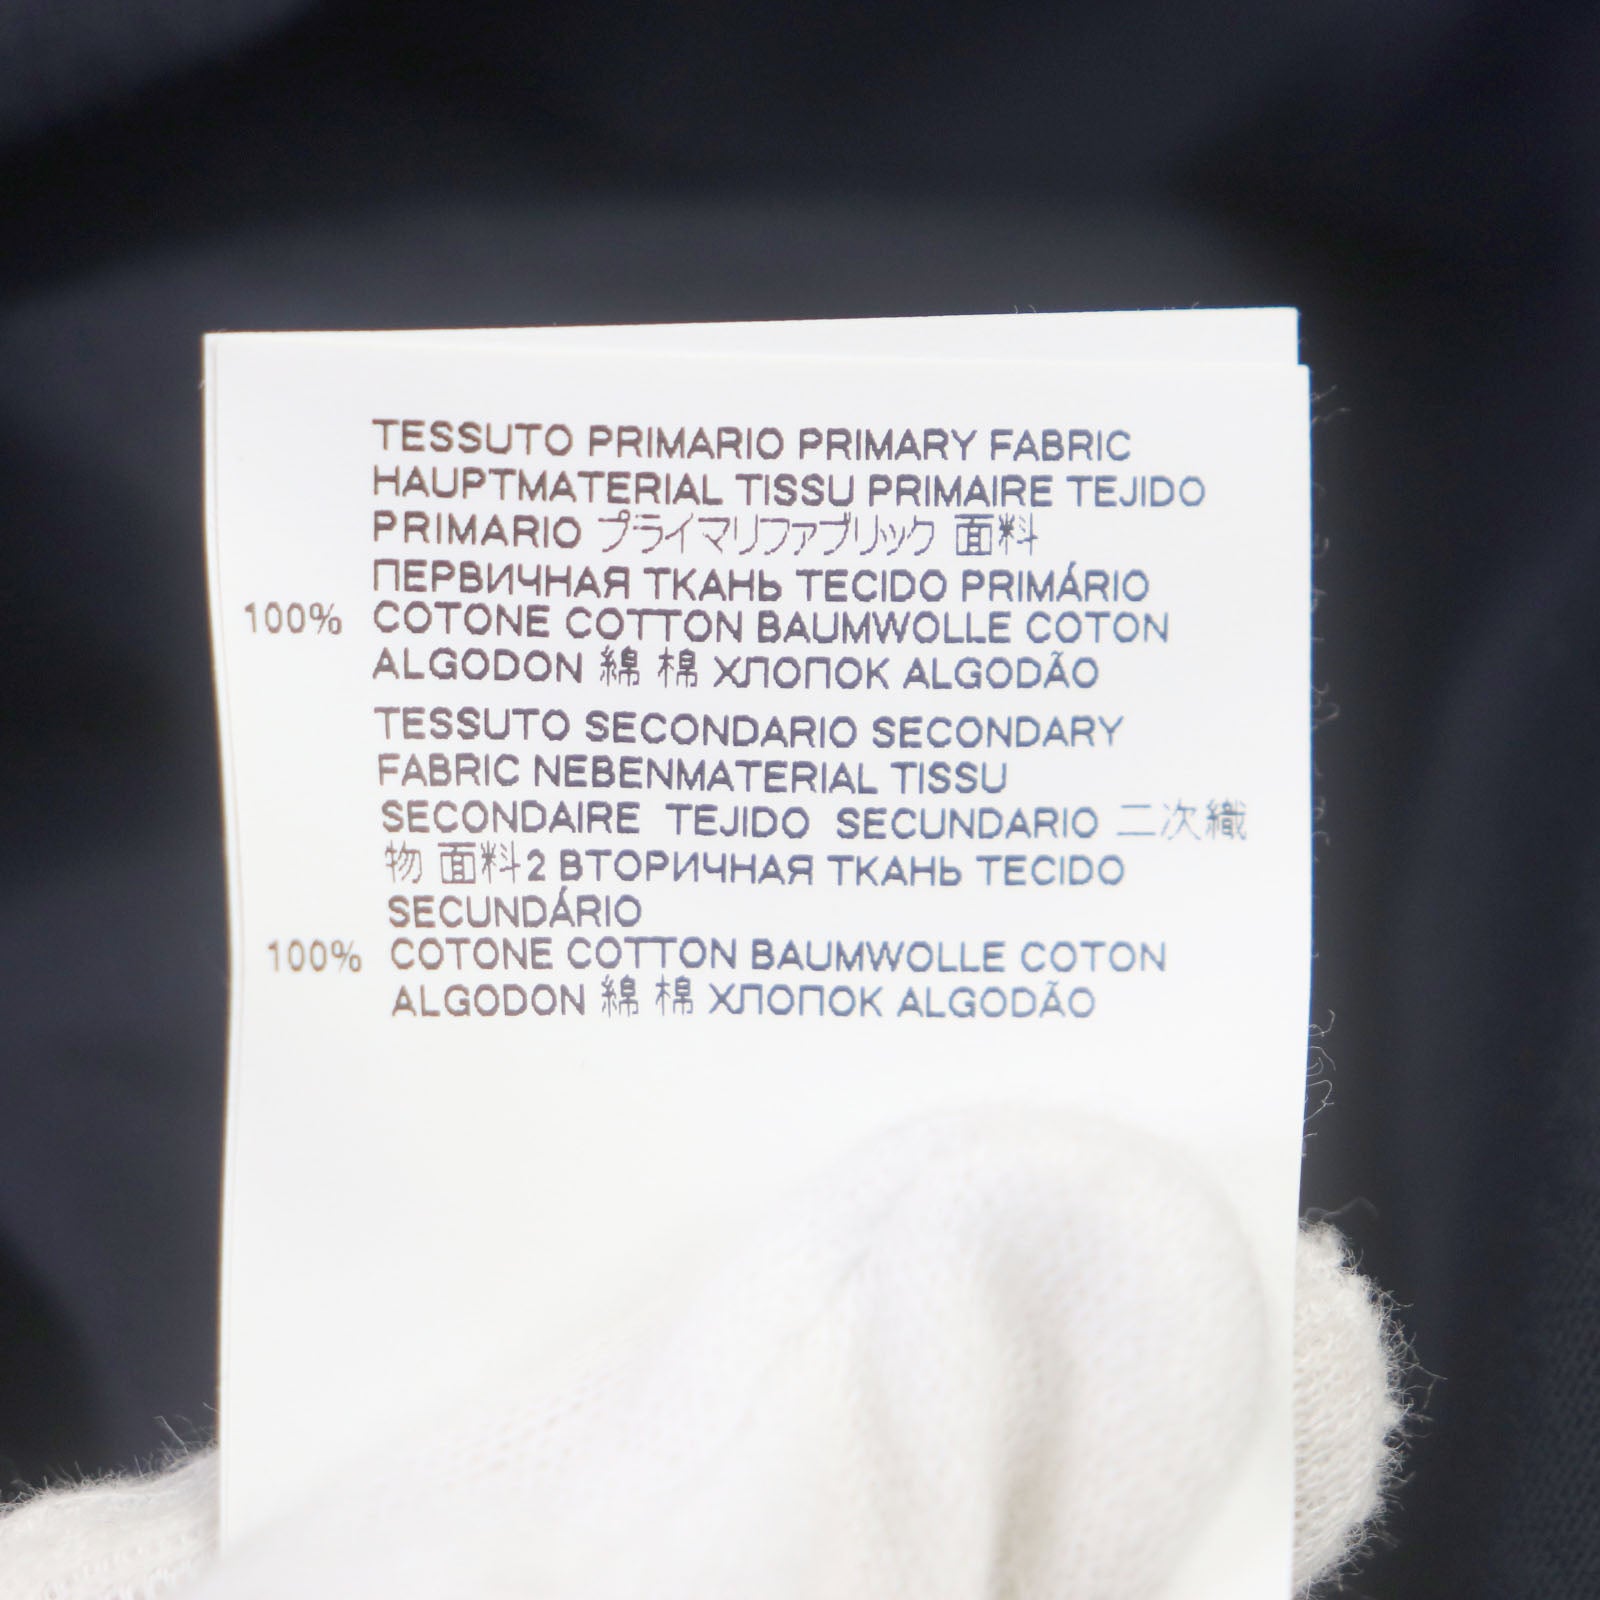 TESSUTO PRIMARIO PRIMARY FABRIC
HAUPTMATERIAL TISSU PRIMAIRE TEJIDO
PRIMARIO プライマリファブリック 面料
ПЕРВИЧНАЯ ТКАНЬ TECIDO PRIMÁRIO
100% COTONE COTTON BAUMWOLLE COTON
ALGODON 綿 棉 ХЛОПОК ALGODÃO
TESSUTO SECONDARIO SECONDARY
FABRIC NEBENMATERIAL TISSU
SECONDAIRE TEJIDO SECUNDARIO 二次織
物 面料2 ВТОРИЧНАЯ ТКАНЬ TECIDO
SECUNDÁRIO
100% COTONE COTTON BAUMWOLLE COTON
ALGODON 綿 棉 ХЛОПОК ALGODÃO